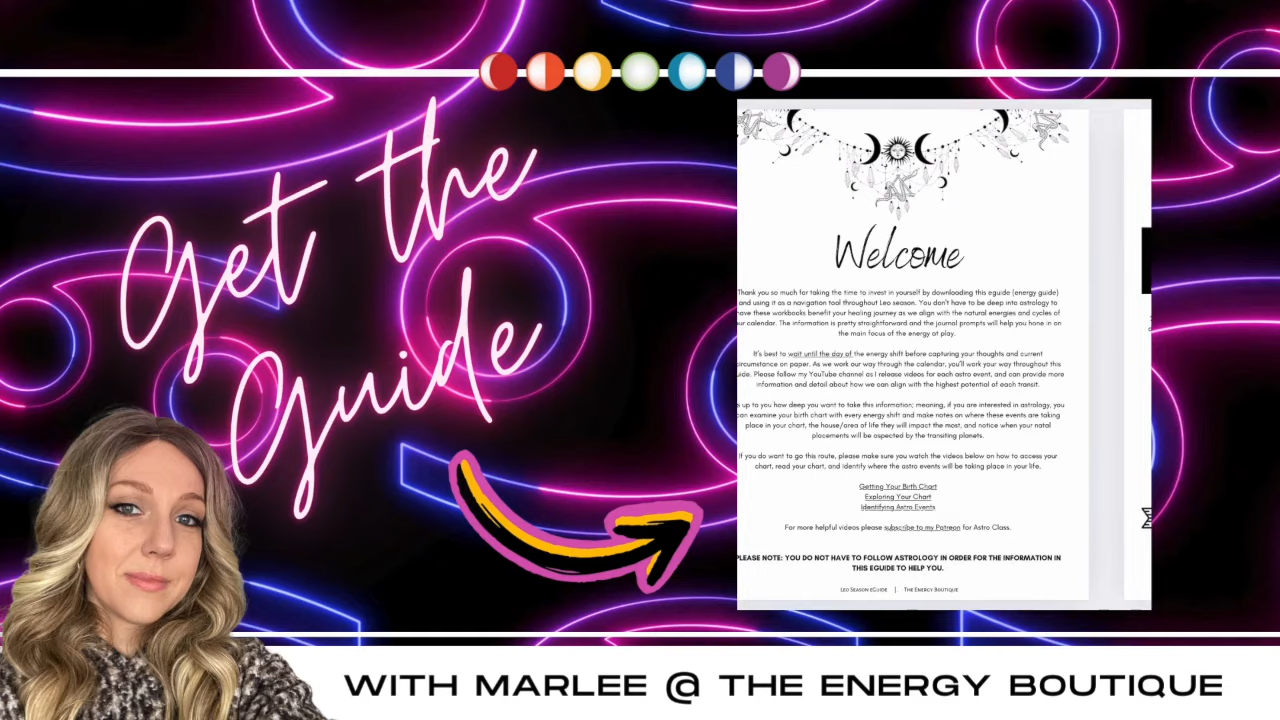 Get the
Guide
Welcome
Thank you so much for taking the time to invest in yourself by downloading this eguide (energy guide)
and using it as a navigation tool throughout Leo season. You don't have to be deep into astrology to
have these workbooks benefit your healing journey as we align with the natural energies and cycles of
our calendar. The information is pretty straightforward and the journal prompts will help you hone in on
the main focus of the energy at play.
It's best to wait until the day of the energy shift before capturing your thoughts and current
circumstance on paper. As we work our way through the calendar, you'll work your way throughout this
guide. Please follow my YouTube channel as I release videos for each astro event, and can provide more
information and detail about how we can align with the highest potential of each transit.
is up to you how deep you want to take this information; meaning, if you are interested in astrology, you
can examine your birth chart with every energy shift and make notes on where these events are taking
place in your chart, the house/area of life they will impact the most, and notice when your natal
placements will be aspected by the transiting planets.
If you do want to go this route, please make sure you watch the videos below on how to access your
chart, read your chart, and identify where the astro events will be taking place in your life.
Getting Your Birth Chart
Exploring Your Chart
Identifying Astro Events
For more helpful videos please subscribe to my Patreon for Astro Class.
PLEASE NOTE: YOU DO NOT HAVE TO FOLLOW ASTROLOGY IN ORDER FOR THE INFORMATION IN
THIS EGUIDE TO HELP YOU.
LEO SEASON EGUIDE | THE ENERGY BOUTIQUE
WITH MARLEE @ THE ENERGY BOUTIQUE